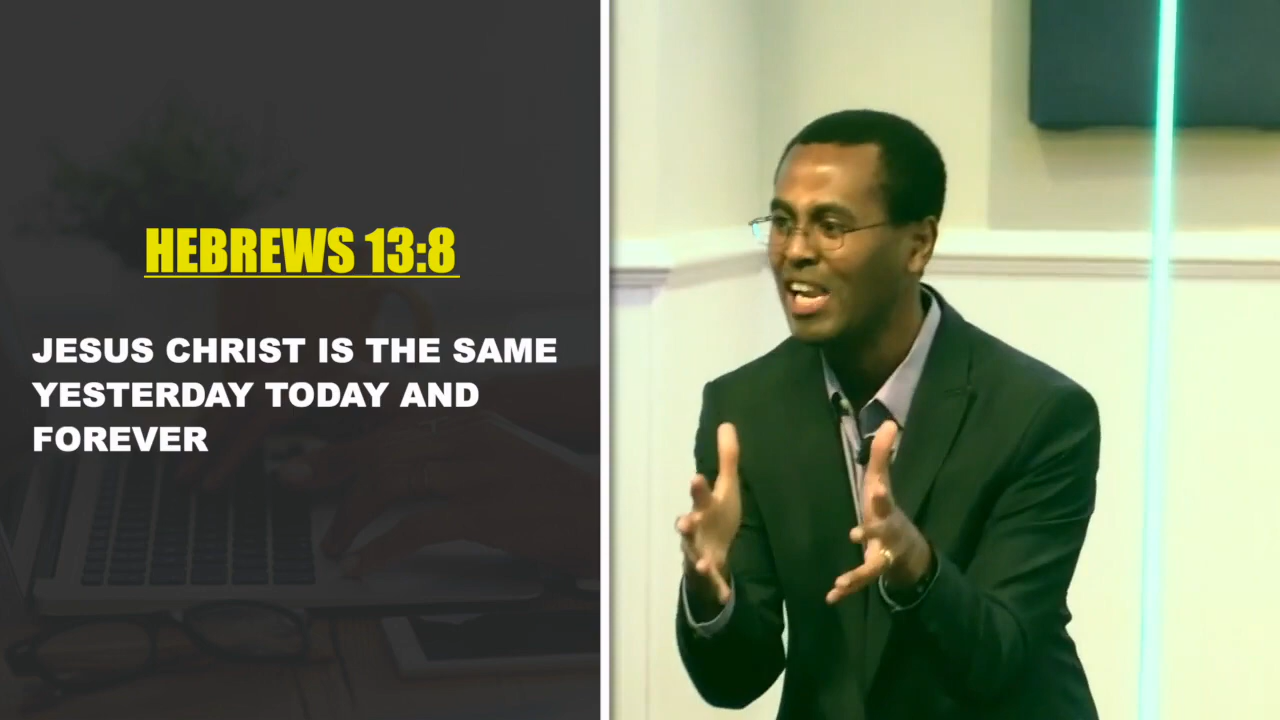 HEBREWS 13:8
JESUS CHRIST IS THE SAME
YESTERDAY TODAY AND
FOREVER